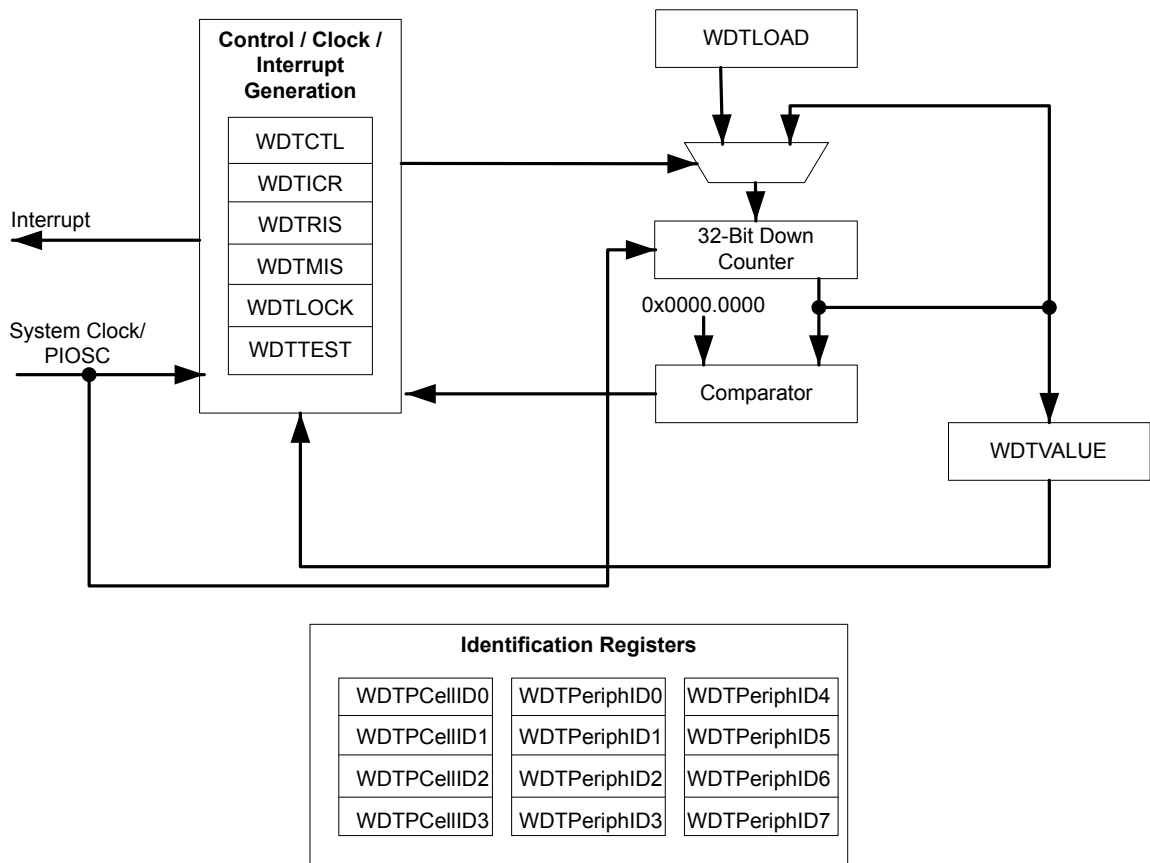 Control / Clock /
Interrupt
Generation
WDTCTL
WDTICR
WDTRIS
WDTMIS
WDTLOCK
WDTTEST
Interrupt
System Clock/
PIOSC
WDTLOAD
32-Bit Down
Counter
0x0000.0000
Comparator
WDTVALUE
Identification Registers
WDTPCellID0
WDTPeriphID0
WDTPeriphID4
WDTPCellID1
WDTPeriphID1
WDTPeriphID5
WDTPCellID2
WDTPeriphID2
WDTPeriphID6
WDTPCellID3
WDTPeriphID3
WDTPeriphID7